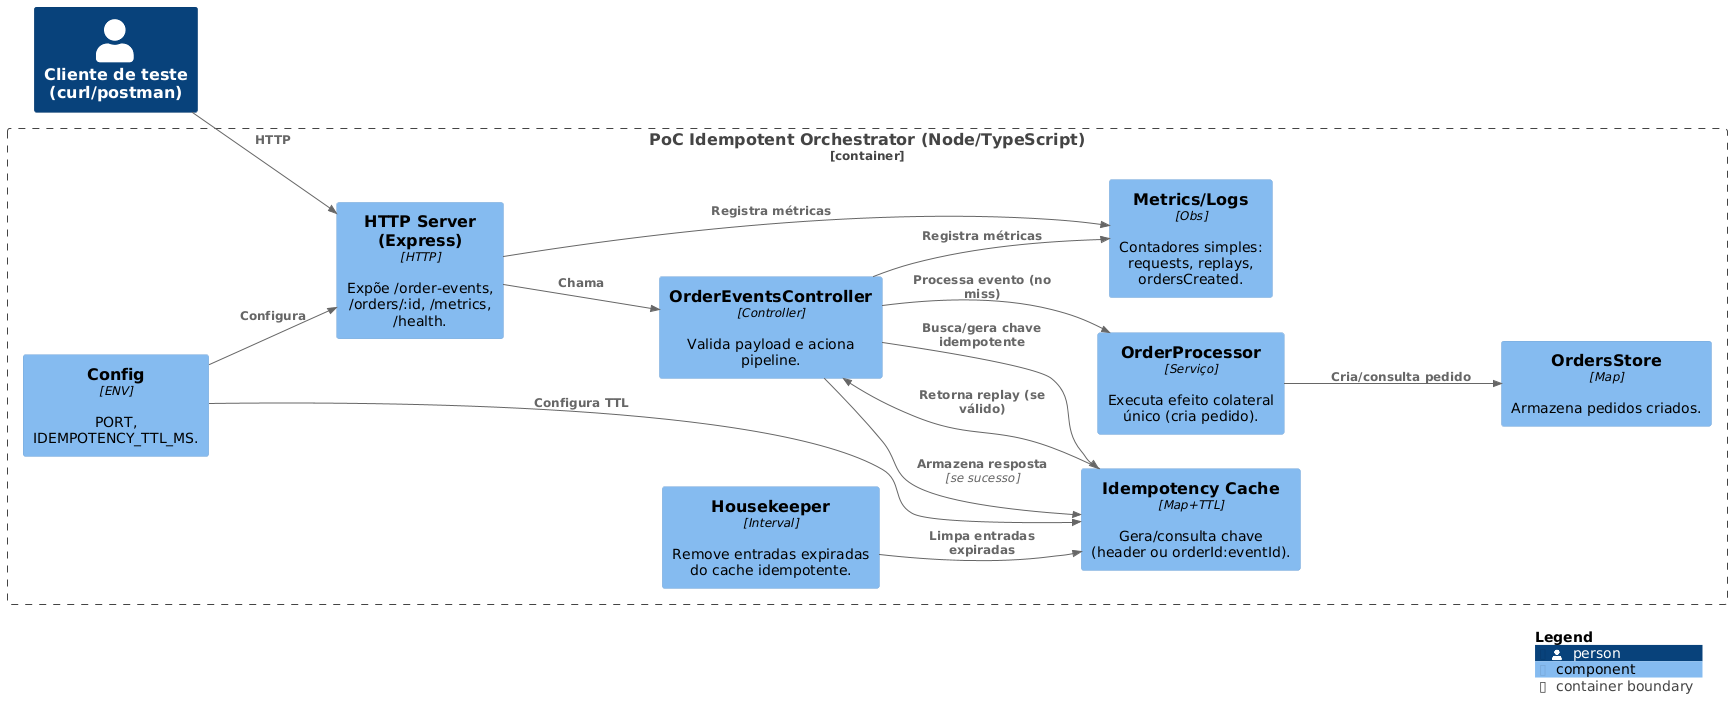 Cliente de teste
(curl/postman)
HTTP
PoC Idempotent Orchestrator (Node/TypeScript)
[container]
HTTP Server
(Express)
[HTTP]
Expõe /order-events,
/orders/:id, /metrics,
/health.
Registra métricas
Metrics/Logs
[Obs]
Contadores simples:
requests, replays,
ordersCreated.
Registra métricas
Chama
OrderEventsController
[Controller]
Valida payload e aciona
pipeline.
Processa evento (no
miss)
Configura
Busca/gera chave
idempotente
OrderProcessor
[Serviço]
Executa efeito colateral
único (cria pedido).
Cria/consulta pedido
OrdersStore
[Map]
Armazena pedidos criados.
Config
[ENV]
PORT,
IDEMPOTENCY_TTL_MS.
Configura TTL
Retorna replay (se
válido)
Armazena resposta
[se sucesso]
Idempotency Cache
[Map+TTL]
Gera/consulta chave
(header ou orderId:eventId).
Housekeeper
[Interval]
Remove entradas expiradas
do cache idempotente.
Limpa entradas
expiradas
Legend
person
component
container boundary